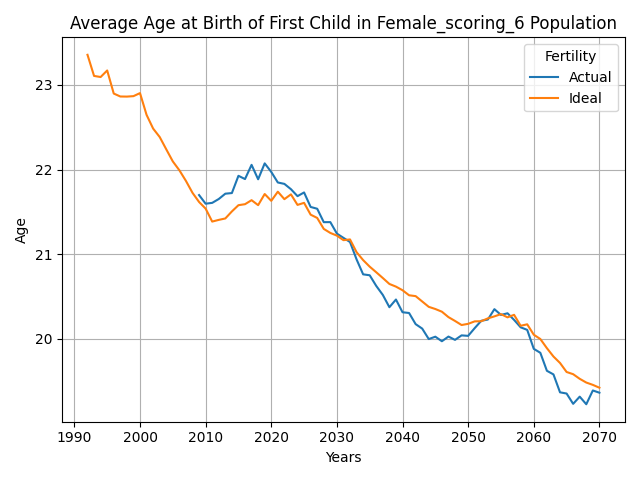 Average Age at Birth of First Child in Female_scoring_6 Population
Fertility
Actual
Ideal
Age
23
22
21
20
1990
2000
2010
2020
2030
2040
2050
2060
2070
Years